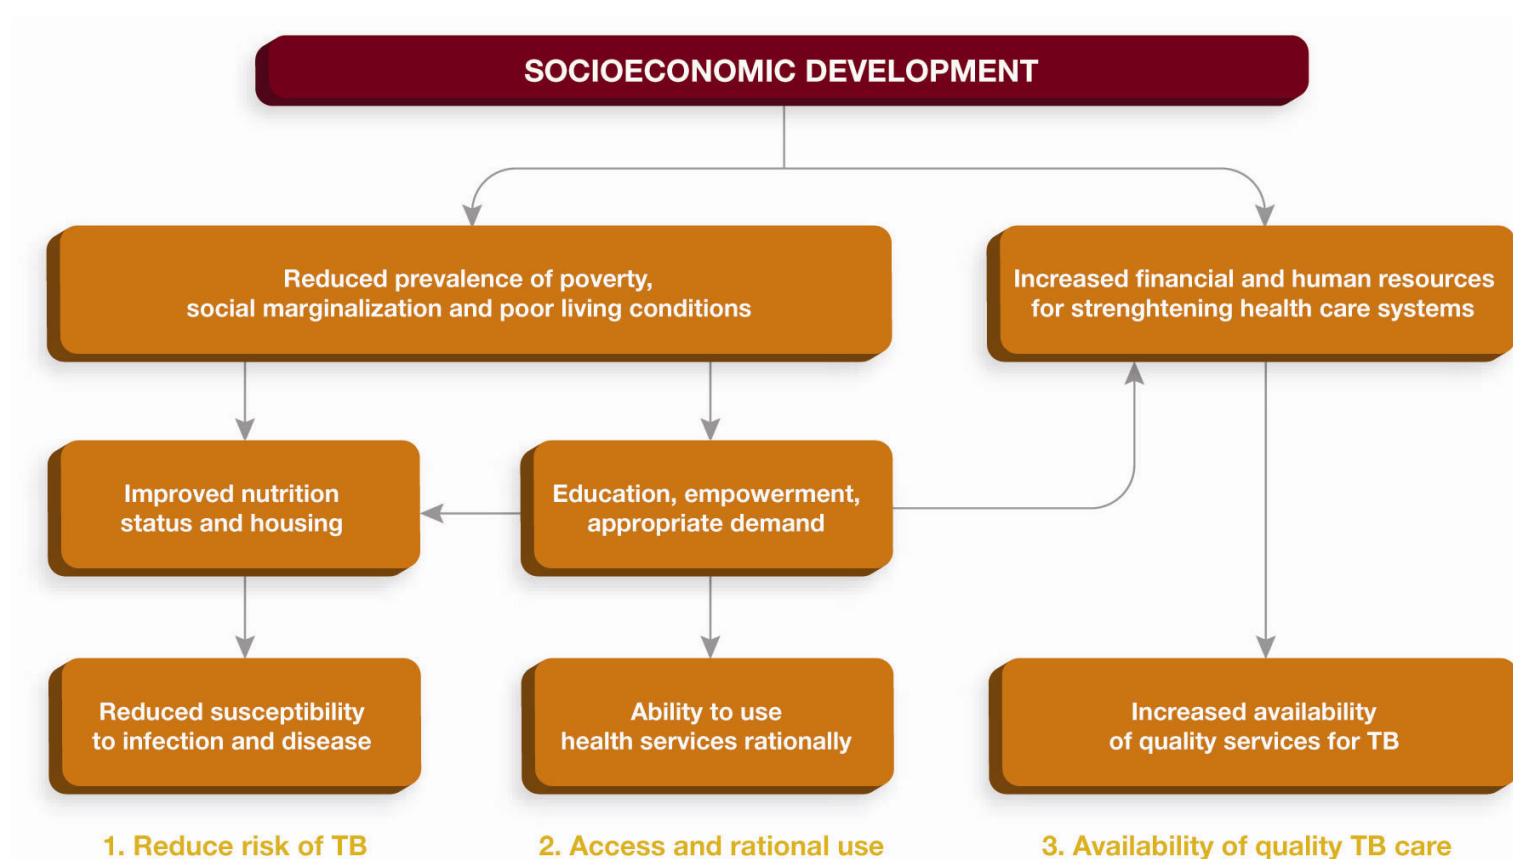 SOCIOECONOMIC DEVELOPMENT
Reduced prevalence of poverty,
social marginalization and poor living conditions
Increased financial and human resources
for strenghtening health care systems
Improved nutrition
status and housing
Education, empowerment,
appropriate demand
Reduced susceptibility
to infection and disease
Ability to use
health services rationally
Increased availability
of quality services for TB
1. Reduce risk of TB
2. Access and rational use
3. Availability of quality TB care